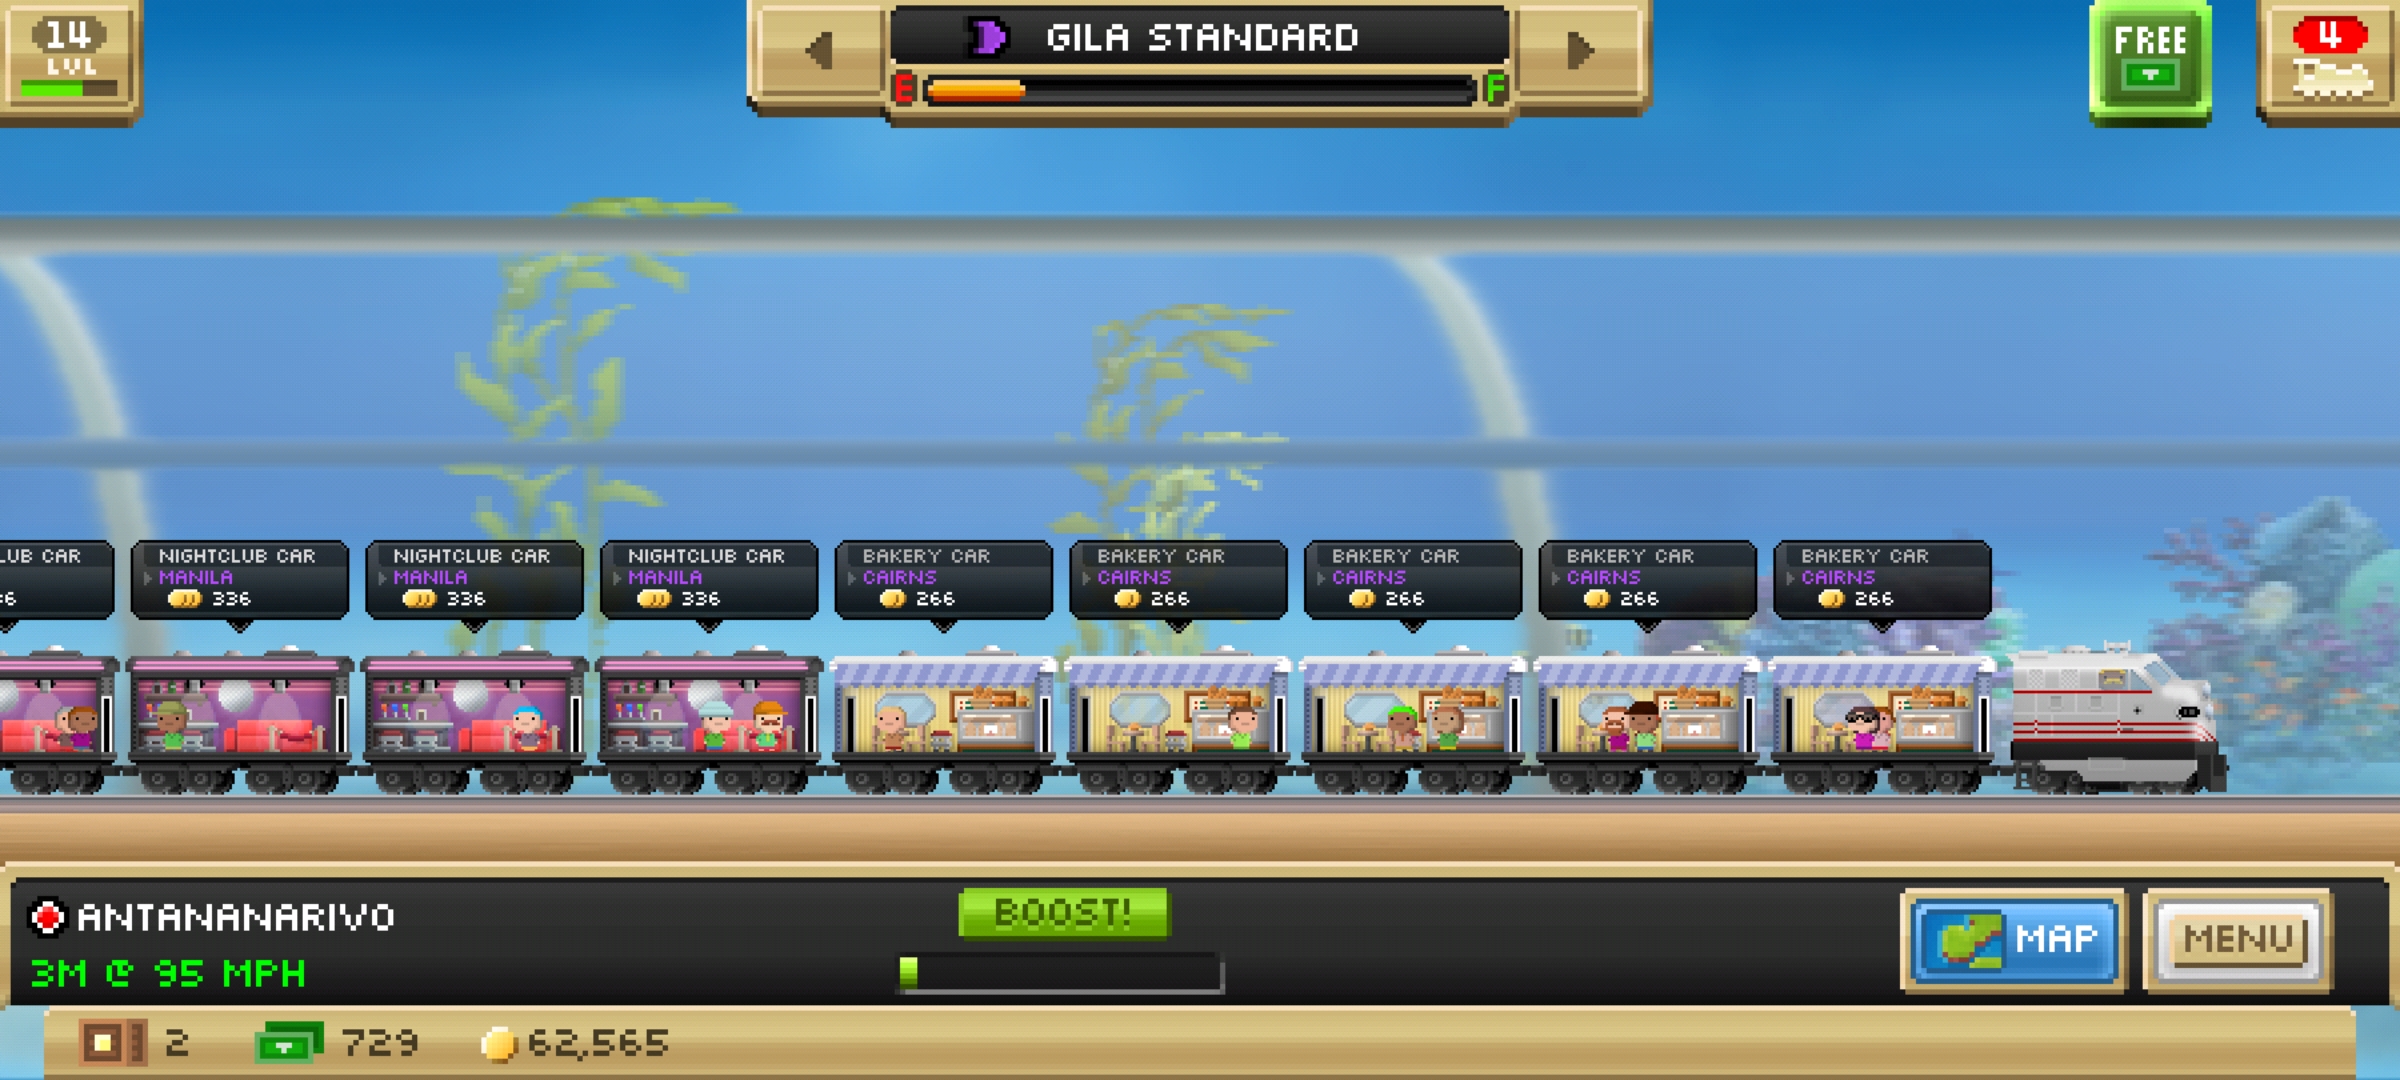 14
LVL
GILA STANDARD
E F
FREE
4
LUB CAR
NIGHTCLUB CAR
MANILA
336
NIGHTCLUB CAR
MANILA
336
NIGHTCLUB CAR
MANILA
336
BAKERY CAR
CAIRNS
266
BAKERY CAR
CAIRNS
266
BAKERY CAR
CAIRNS
266
BAKERY CAR
CAIRNS
266
BAKERY CAR
CAIRNS
266
ANTANANARIVO
3M @ 95 MPH
BOOST!
MAP
MENU
2
729
62,565